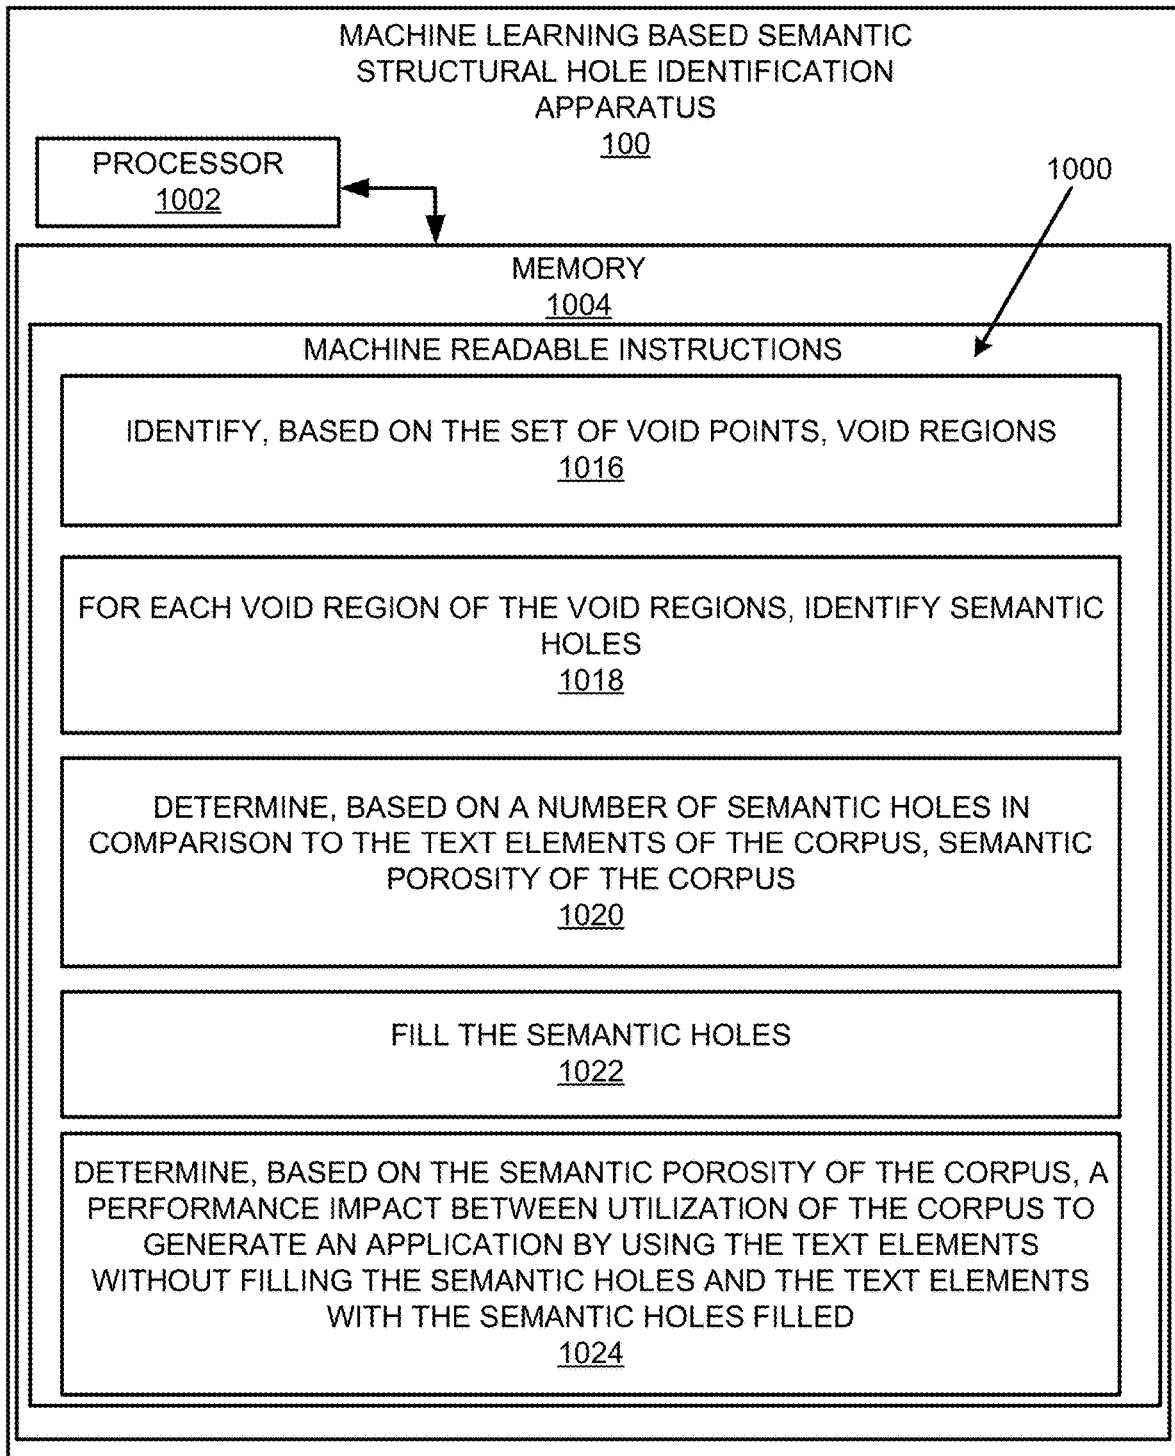 MACHINE LEARNING BASED SEMANTIC
STRUCTURAL HOLE IDENTIFICATION
APPARATUS
100
PROCESSOR
1002
1000
MEMORY
1004
MACHINE READABLE INSTRUCTIONS
IDENTIFY, BASED ON THE SET OF VOID POINTS, VOID REGIONS
1016
FOR EACH VOID REGION OF THE VOID REGIONS, IDENTIFY SEMANTIC
HOLES
1018
DETERMINE, BASED ON A NUMBER OF SEMANTIC HOLES IN
COMPARISON TO THE TEXT ELEMENTS OF THE CORPUS, SEMANTIC
POROSITY OF THE CORPUS
1020
FILL THE SEMANTIC HOLES
1022
DETERMINE, BASED ON THE SEMANTIC POROSITY OF THE CORPUS, A
PERFORMANCE IMPACT BETWEEN UTILIZATION OF THE CORPUS TO
GENERATE AN APPLICATION BY USING THE TEXT ELEMENTS
WITHOUT FILLING THE SEMANTIC HOLES AND THE TEXT ELEMENTS
WITH THE SEMANTIC HOLES FILLED
1024